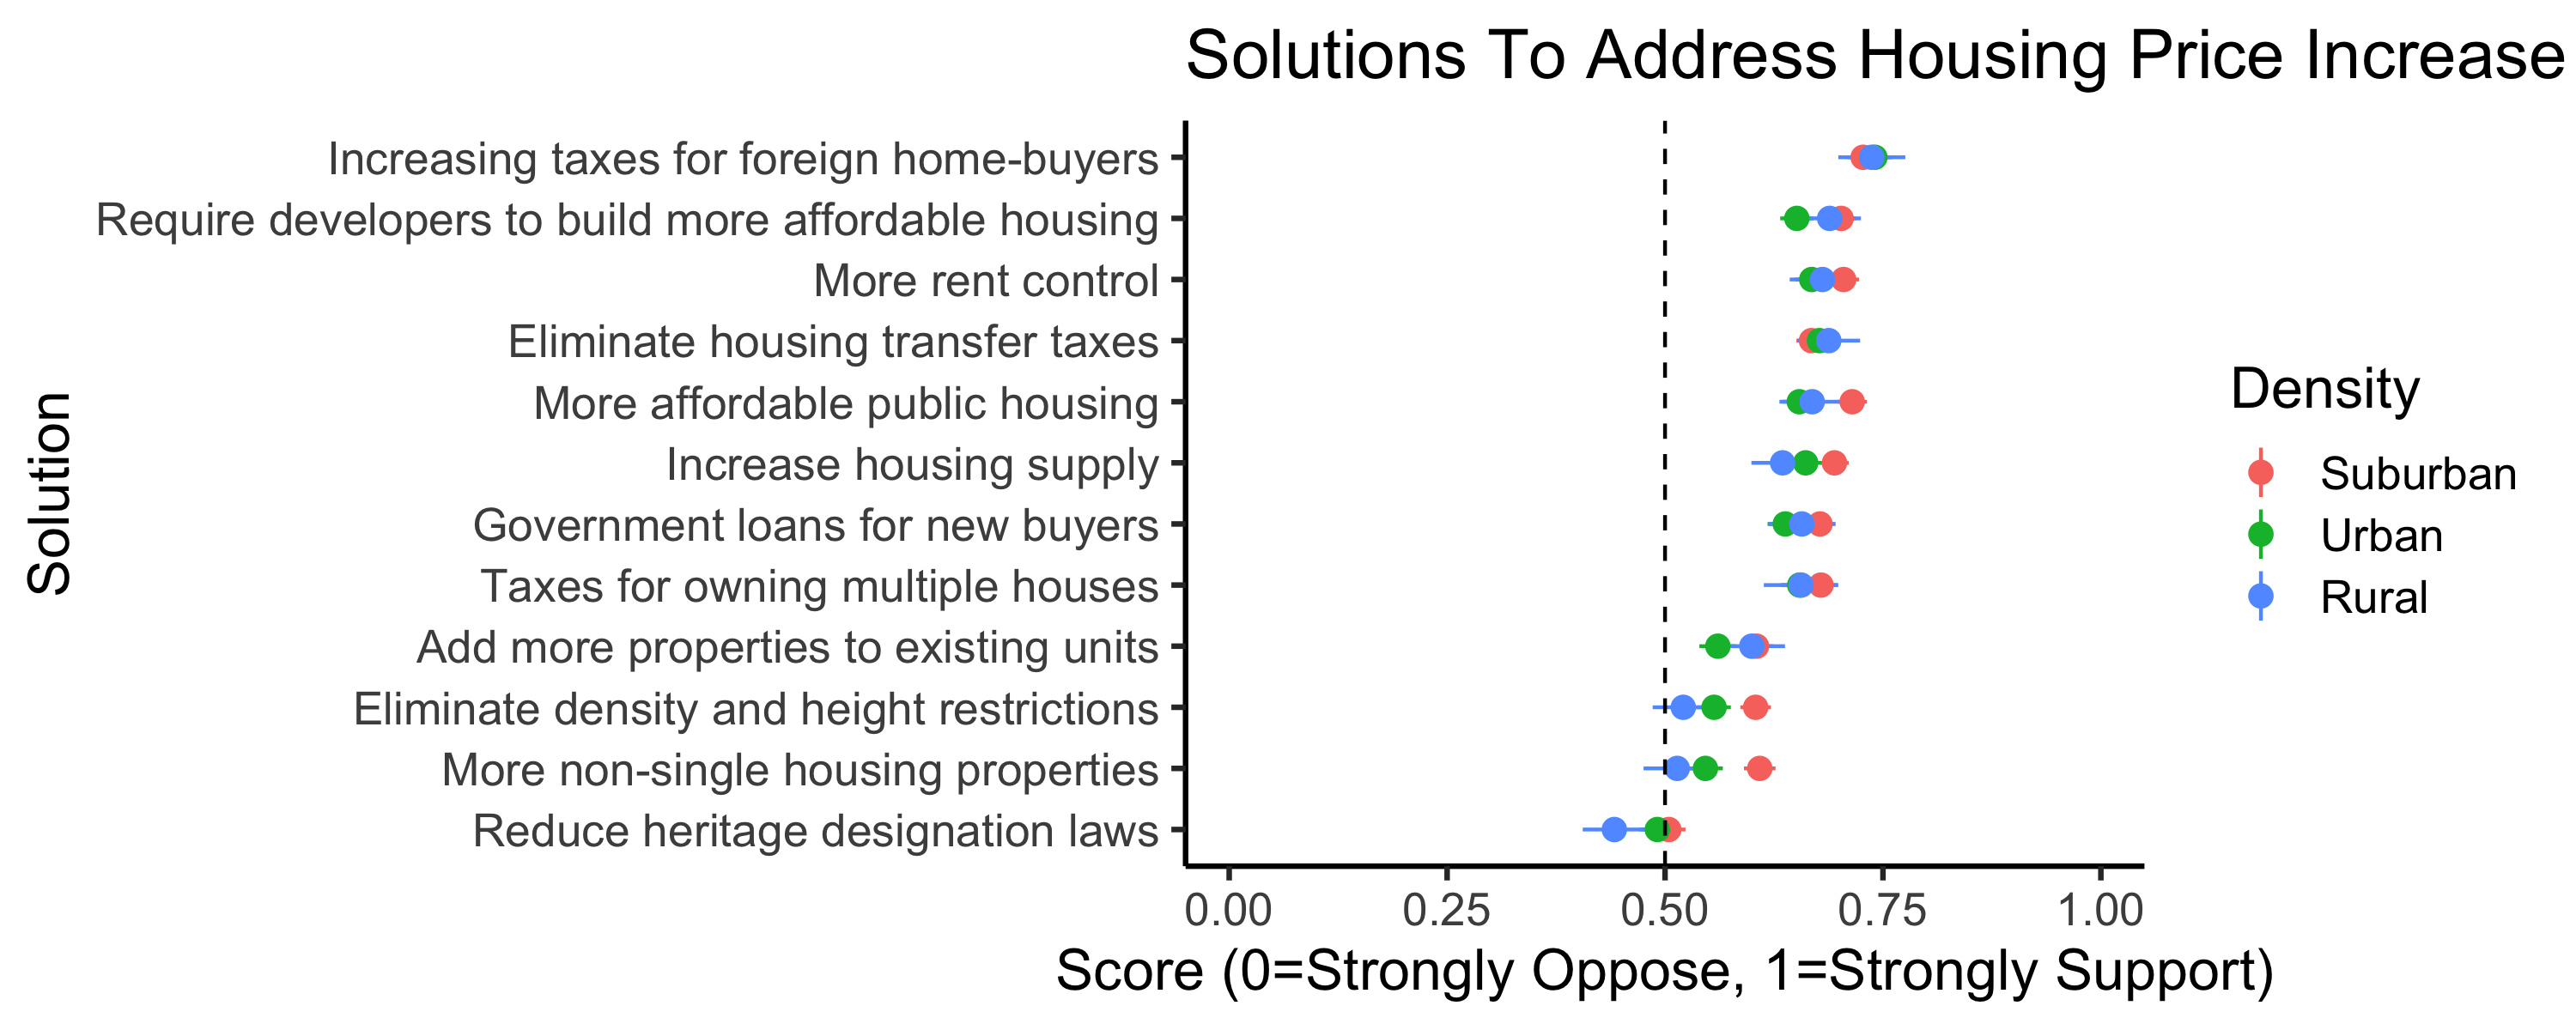 Solutions To Address Housing Price Increase
Solution
Increasing taxes for foreign home-buyers
Require developers to build more affordable housing
More rent control
Eliminate housing transfer taxes
More affordable public housing
Increase housing supply
Government loans for new buyers
Taxes for owning multiple houses
Add more properties to existing units
Eliminate density and height restrictions
More non-single housing properties
Reduce heritage designation laws
0.00 0.25 0.50 0.75 1.00
Score (0=Strongly Oppose, 1=Strongly Support)
Density
Suburban
Urban
Rural